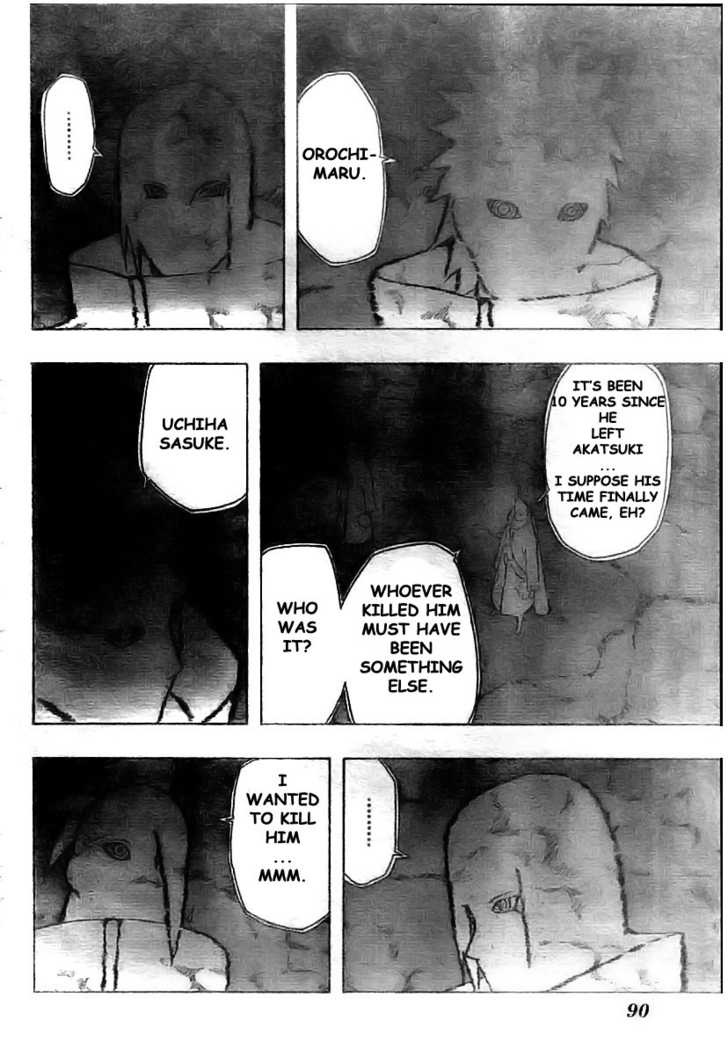 OROCHI-
MARU.
..........
IT'S BEEN
10 YEARS SINCE
HE
LEFT
AKATSUKI
...
I SUPPOSE HIS
TIME FINALLY
CAME, EH?
WHOEVER
KILLED HIM
MUST HAVE
BEEN
SOMETHING
ELSE.
WHO
WAS
IT?
UCHIHA
SASUKE.
..........
I
WANTED
TO KILL
HIM
...
MMM.
90